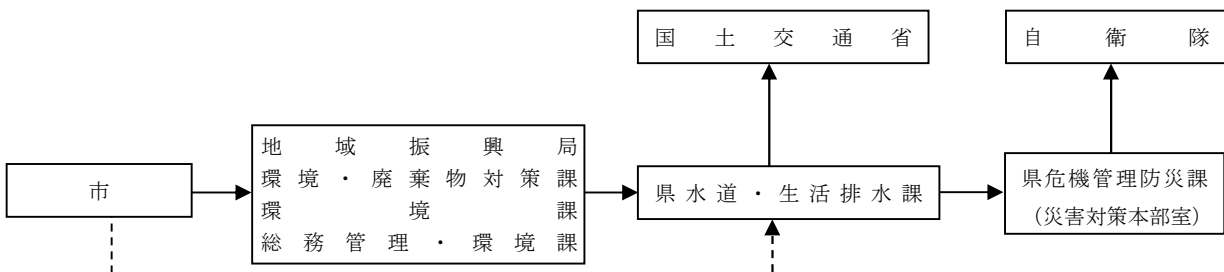 国土交通省
自衛隊
市
地域振興局
環境・廃棄物対策課
環境課
総務管理・環境課
県水道・生活排水課
県危機管理防災課
(災害対策本部室)